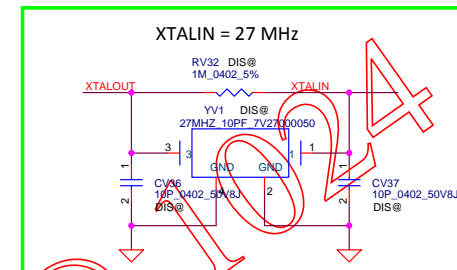 XTALIN = 27 MHz
RV32 DIS@
1M_0402_5%
XTALOUT
XTALIN
YV1 DIS@
27MHZ_10PF_7V27000050
3
3
1
1
GND
GND
1
1
4
2
CV36
CV37
10P_0402_50V8J
10P_0402_50V8J
2
2
DIS@
DIS@